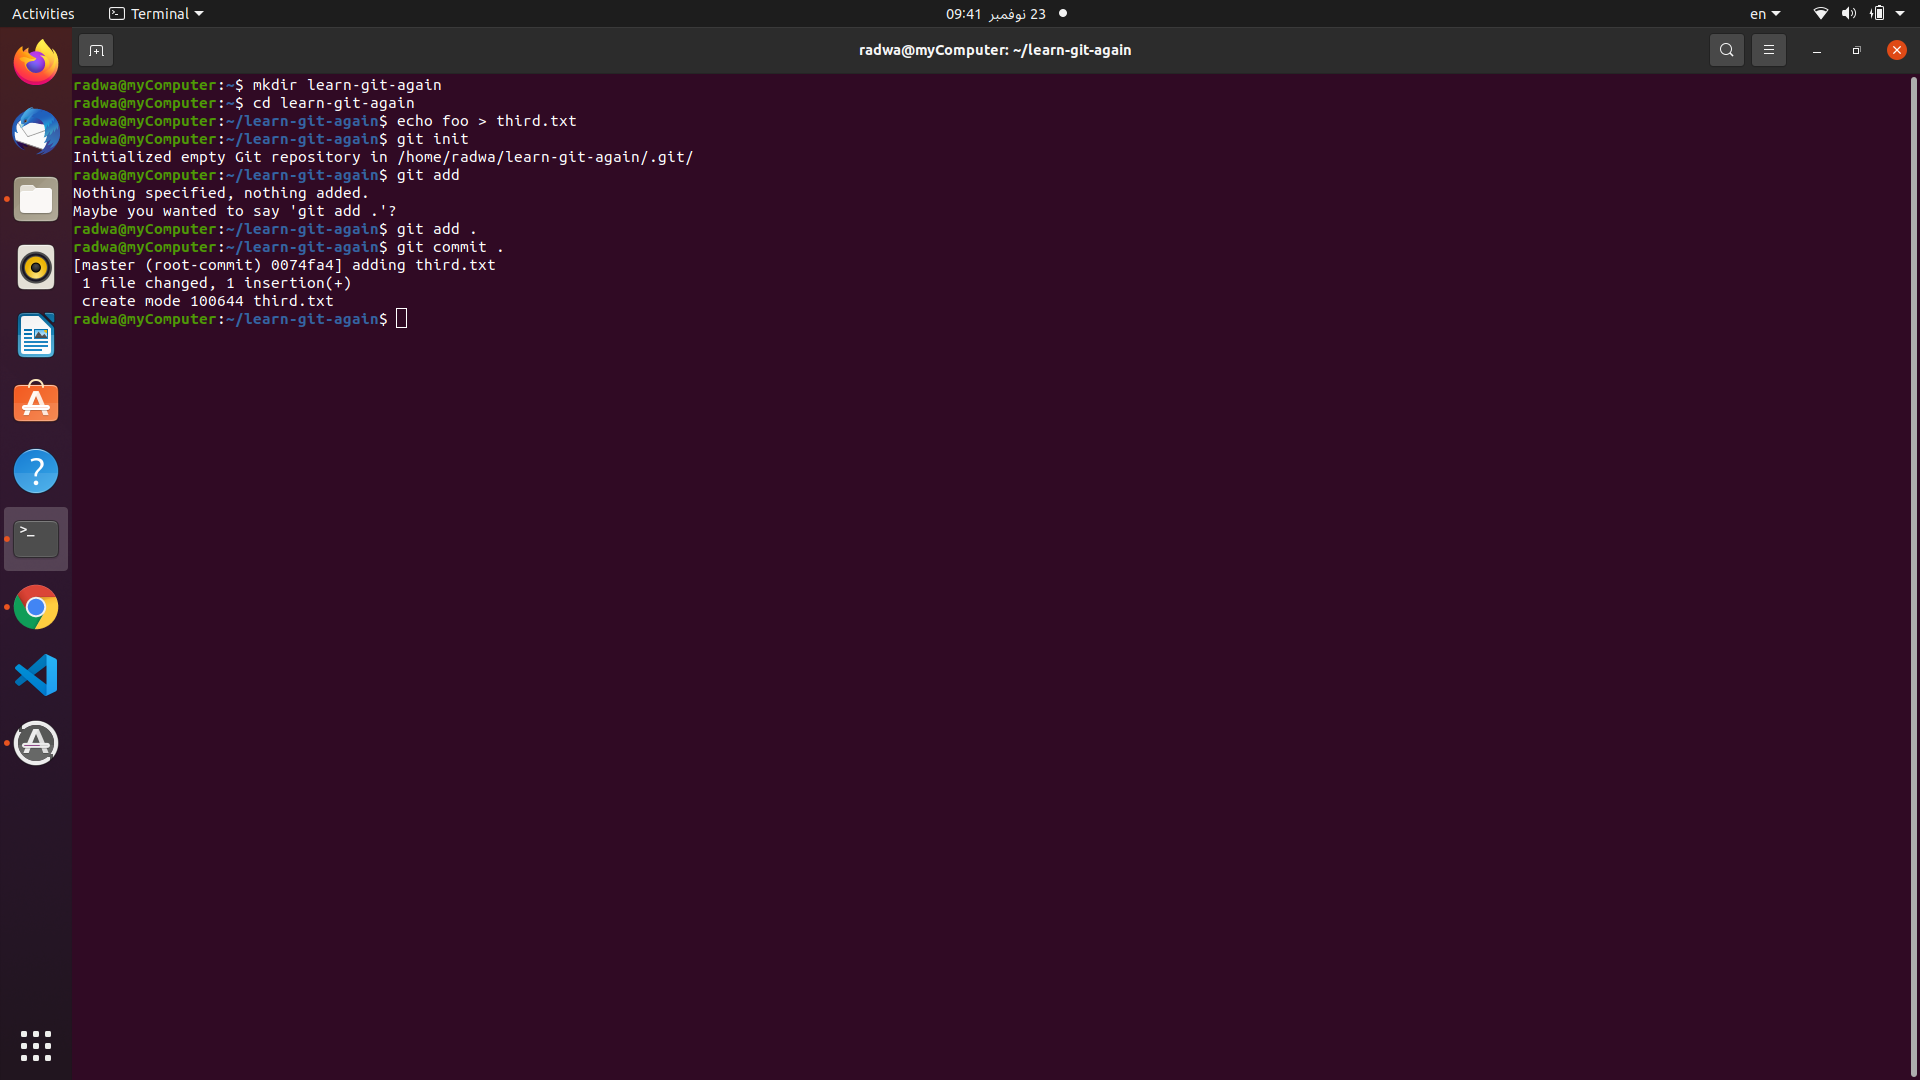 Activities Terminal 23 نوفمبر 09:41 en
radwa@myComputer: ~/learn-git-again
radwa@myComputer:~$ mkdir learn-git-again
radwa@myComputer:~$ cd learn-git-again
radwa@myComputer:~/learn-git-again$ echo foo > third.txt
radwa@myComputer:~/learn-git-again$ git init
Initialized empty Git repository in /home/radwa/learn-git-again/.git/
radwa@myComputer:~/learn-git-again$ git add
Nothing specified, nothing added.
Maybe you wanted to say 'git add .'?
radwa@myComputer:~/learn-git-again$ git add .
radwa@myComputer:~/learn-git-again$ git commit .
[master (root-commit) 0074fa4] adding third.txt
 1 file changed, 1 insertion(+)
 create mode 100644 third.txt
radwa@myComputer:~/learn-git-again$